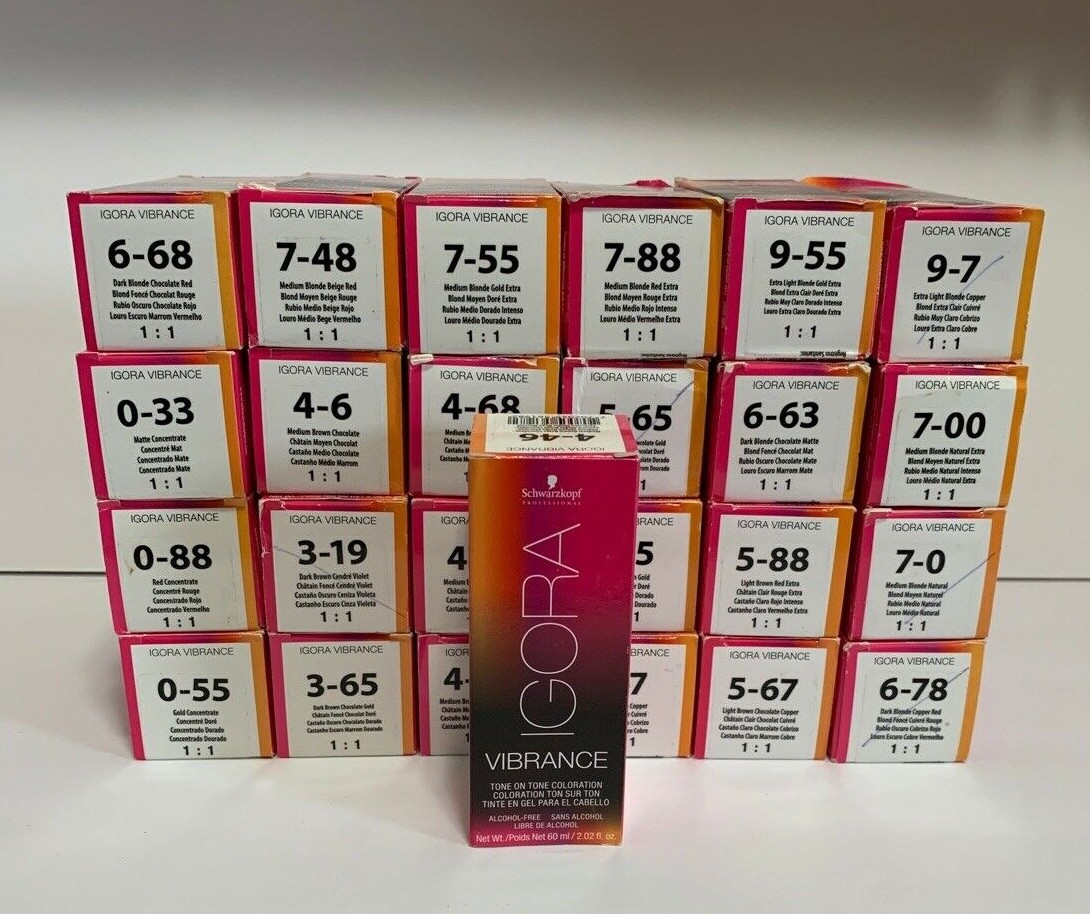 IGORA VIBRANCE
6-68
Dark Blonde Chocolate Red
Blond Foncé Chocolat Rouge
Rubio Oscuro Chocolate Rojo
Louro Escuro Marrom Vermelho
1 : 1
IGORA VIBRANCE
7-48
Medium Blonde Beige Red
Blond Moyen Beige Rouge
Rubio Medio Beige Rojo
Louro Médio Bege Vermelho
1 : 1
IGORA VIBRANCE
7-55
Medium Blonde Gold Extra
Blond Moyen Doré Extra
Rubio Medio Dorado Intenso
Louro Médio Dourado Extra
1 : 1
IGORA VIBRANCE
7-88
Medium Blonde Red Extra
Blond Moyen Rouge Extra
Rubio Medio Rojo Intenso
Louro Médio Vermelho Extra
1 : 1
IGORA VIBRANCE
9-55
Extra Light Blonde Gold Extra
Blond Extra Clair Doré Extra
Rubio Muy Claro Dorado Intenso
Louro Extra Claro Dourado Extra
1 : 1
IGORA VIBRANCE
9-7
Extra Light Blonde Copper
Blond Extra Clair Cuivré
Rubio Muy Claro Cobrizo
Louro Extra Claro Cobre
1 : 1
IGORA VIBRANCE
0-33
Matte Concentrate
Concentré Mat
Concentrado Mate
Concentrado Mate
1 : 1
IGORA VIBRANCE
4-6
Medium Brown Chocolate
Châtain Moyen Chocolat
Castaño Medio Chocolate
Castanho Médio Marrom
1 : 1
IGORA VIBRANCE
4-68
IGORA VIBRANCE
5-65
IGORA VIBRANCE
6-63
Dark Blonde Chocolate Matte
Blond Foncé Chocolat Mat
Rubio Oscuro Chocolate Mate
Louro Escuro Marrom Mate
1 : 1
IGORA VIBRANCE
7-00
Medium Blonde Natural Extra
Blond Moyen Naturel Extra
Rubio Medio Natural Intenso
Louro Médio Natural Extra
1 : 1
IGORA VIBRANCE
0-88
Red Concentrate
Concentré Rouge
Concentrado Rojo
Concentrado Vermelho
1 : 1
IGORA VIBRANCE
3-19
Dark Brown Cendré Violet
Châtain Foncé Cendré Violet
Castaño Oscuro Ceniza Violeta
Castanho Escuro Cinza Violeta
1 : 1
IGORA
4
5
IGORA VIBRANCE
5-88
Light Brown Red Extra
Châtain Clair Rouge Extra
Castaño Claro Rojo Intenso
Castanho Claro Vermelho Extra
1 : 1
IGORA VIBRANCE
7-0
Medium Blonde Natural
Blond Moyen Naturel
Rubio Medio Natural
Louro Médio Natural
1 : 1
IGORA VIBRANCE
0-55
Gold Concentrate
Concentré Doré
Concentrado Dorado
Concentrado Dourado
1 : 1
IGORA VIBRANCE
3-65
Dark Brown Chocolate Gold
Châtain Foncé Chocolat Doré
Castaño Oscuro Chocolate Dorado
Castanho Escuro Marrom Dourado
1 : 1
IGORA
4-
VIBRANCE
7
IGORA VIBRANCE
5-67
Light Brown Chocolate Copper
Châtain Clair Chocolat Cuivré
Castaño Claro Chocolate Cobrizo
Castanho Claro Marrom Cobre
1 : 1
IGORA VIBRANCE
6-78
Dark Blonde Copper Red
Blond Foncé Cuivré Rouge
Rubio Oscuro Cobrizo Rojo
Louro Escuro Cobre Vermelho
1 : 1
4-46
IGORA VIBRANCE
Schwarzkopf
PROFESSIONAL
IGORA
VIBRANCE
TONE ON TONE COLORATION
COLORATION TON SUR TON
TINTE EN GEL PARA EL CABELLO
ALCOHOL-FREE SANS ALCOHOL
LIBRE DE ALCOHOL
Net Wt./Poids Net 60 ml / 2.02 fl. oz.